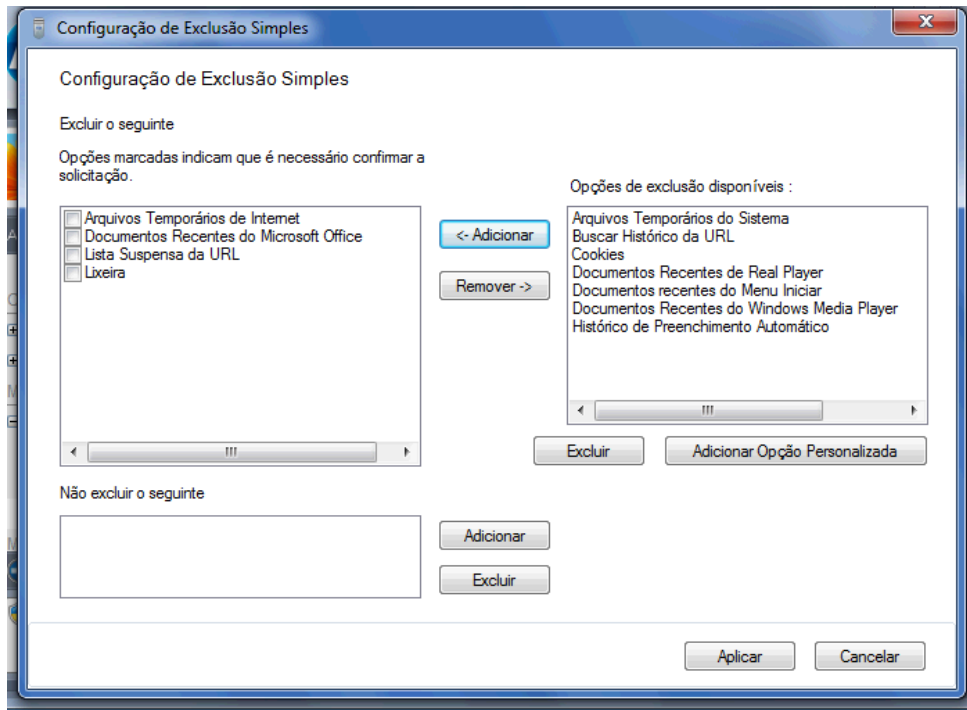 Configuração de Exclusão Simples
Configuração de Exclusão Simples
Excluir o seguinte
Opções marcadas indicam que é necessário confirmar a
solicitação.
Arquivos Temporários de Internet
Documentos Recentes do Microsoft Office
Lista Suspensa da URL
Lixeira
<- Adicionar
Remover ->
Opções de exclusão disponíveis :
Arquivos Temporários do Sistema
Buscar Histórico da URL
Cookies
Documentos Recentes de Real Player
Documentos recentes do Menu Iniciar
Documentos Recentes do Windows Media Player
Histórico de Preenchimento Automático
Excluir
Adicionar Opção Personalizada
Não excluir o seguinte
Adicionar
Excluir
Aplicar
Cancelar